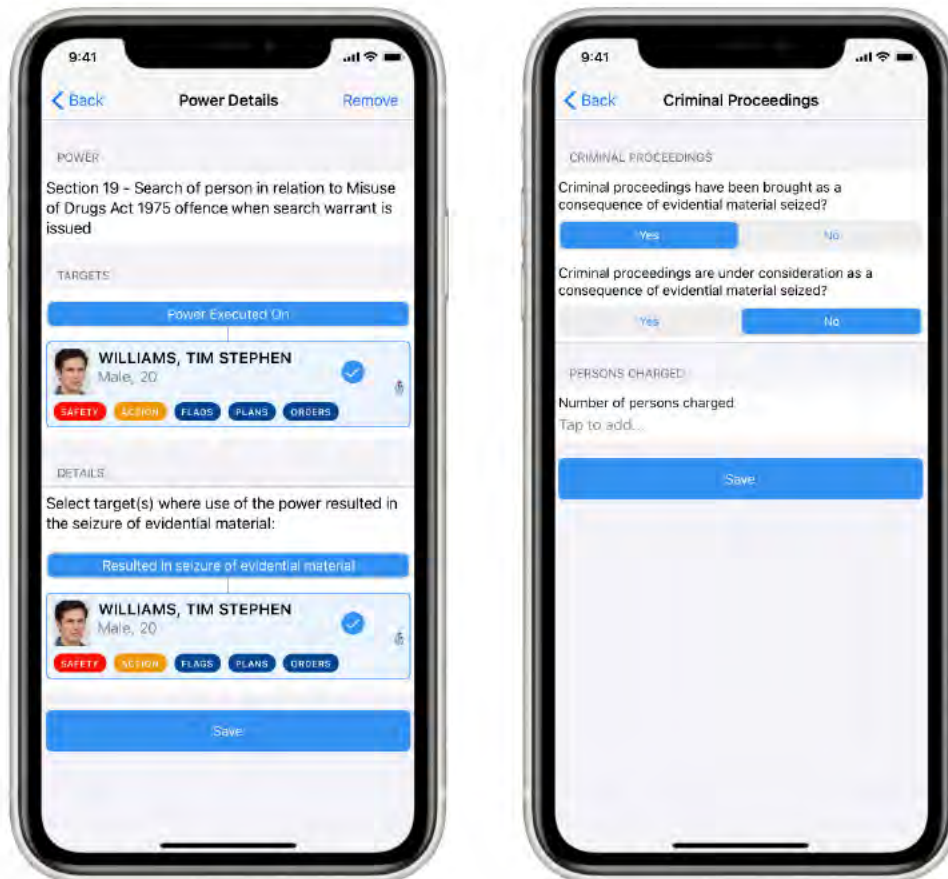 9:41
Back Power Details Remove
POWER
Section 19 - Search of person in relation to Misuse
of Drugs Act 1975 offence when search warrant is
issued
TARGETS
Power Executed On
WILLIAMS, TIM STEPHEN
Male, 20
SAFETY ACTION FLAGS PLANS ORDERS
DETAILS
Select target(s) where use of the power resulted in
the seizure of evidential material:
Resulted in seizure of evidential material
WILLIAMS, TIM STEPHEN
Male, 20
SAFETY ACTION FLAGS PLANS ORDERS
Save
9:41
Back Criminal Proceedings
CRIMINAL PROCEEDINGS
Criminal proceedings have been brought as a
consequence of evidential material seized?
Yes No
Criminal proceedings are under consideration as a
consequence of evidential material seized?
Yes No
PERSONS CHARGED
Number of persons charged
Tap to add...
Save